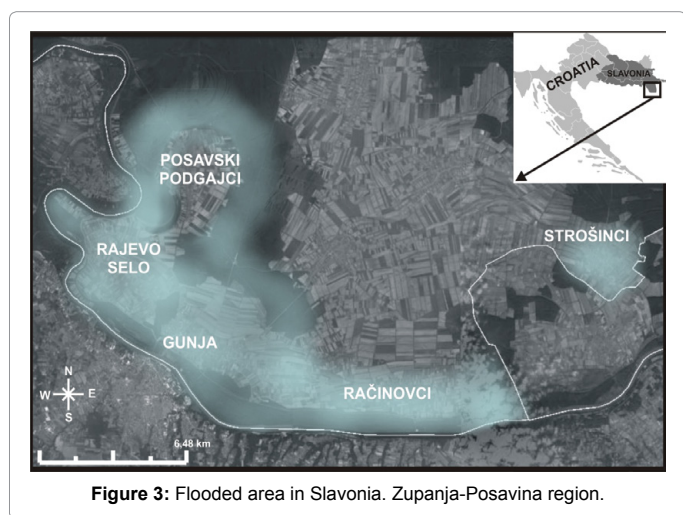 CROATIA
SLAVONIA
POSAVSKI
PODGAJCI
STROŠINCI
RAJEVO
SELO
GUNJA
RAČINOVCI
N
W E
S
6,48 km
Figure 3: Flooded area in Slavonia. Zupanja-Posavina region.